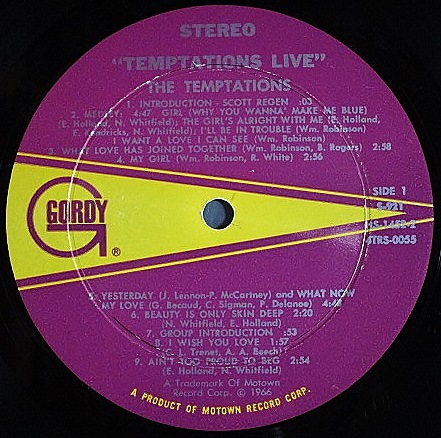 STEREO
"TEMPTATIONS LIVE"
THE TEMPTATIONS
1. INTRODUCTION - SCOTT REGEN :03
2. MEDLEY: 4:47 GIRL (WHY YOU WANNA' MAKE ME BLUE)
(E. Holland, N. Whitfield); THE GIRL'S ALRIGHT WITH ME (E. Holland,
E. Kendricks, N. Whitfield); I'LL BE IN TROUBLE (Wm. Robinson)
I WANT A LOVE I CAN SEE (Wm. Robinson)
3. WHAT LOVE HAS JOINED TOGETHER (Wm. Robinson, B. Rogers) 2:58
4. MY GIRL (Wm. Robinson, R. White) 2:56
GORDY
G
®
SIDE 1
S-921
HS-1452-2
4TRS-0055
5. YESTERDAY (J. Lennon-P. McCartney) and WHAT NOW
MY LOVE (G. Becaud, C. Sigman, P. Delanoe) 4:48
6. BEAUTY IS ONLY SKIN DEEP 2:20
(N. Whitfield, E. Holland)
7. GROUP INTRODUCTION :53
8. I WISH YOU LOVE 1:57
(C. L. Trenet, A. A. Beech)
9. AIN'T TOO PROUD TO BEG 2:54
(E. Holland, N. Whitfield)
A Trademark Of Motown
Record Corp. © 1966
A PRODUCT OF MOTOWN RECORD CORP.